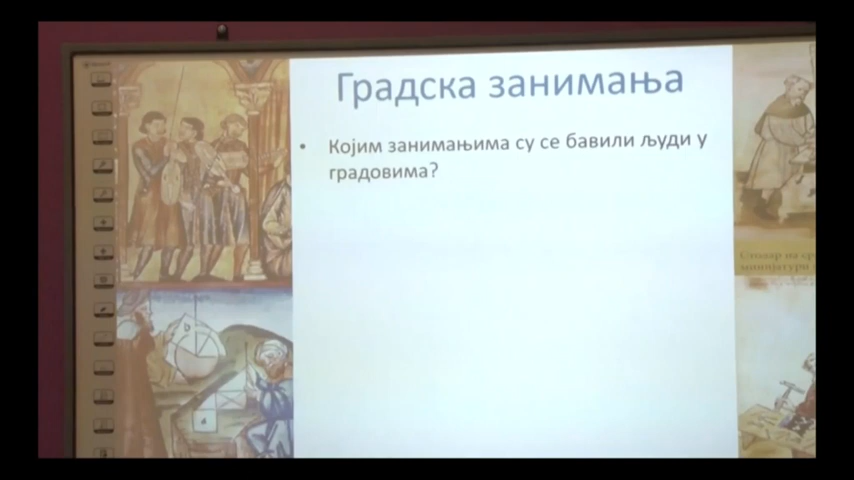 Градска занимања
• Којим занимањима су се бавили људи у
градовима?